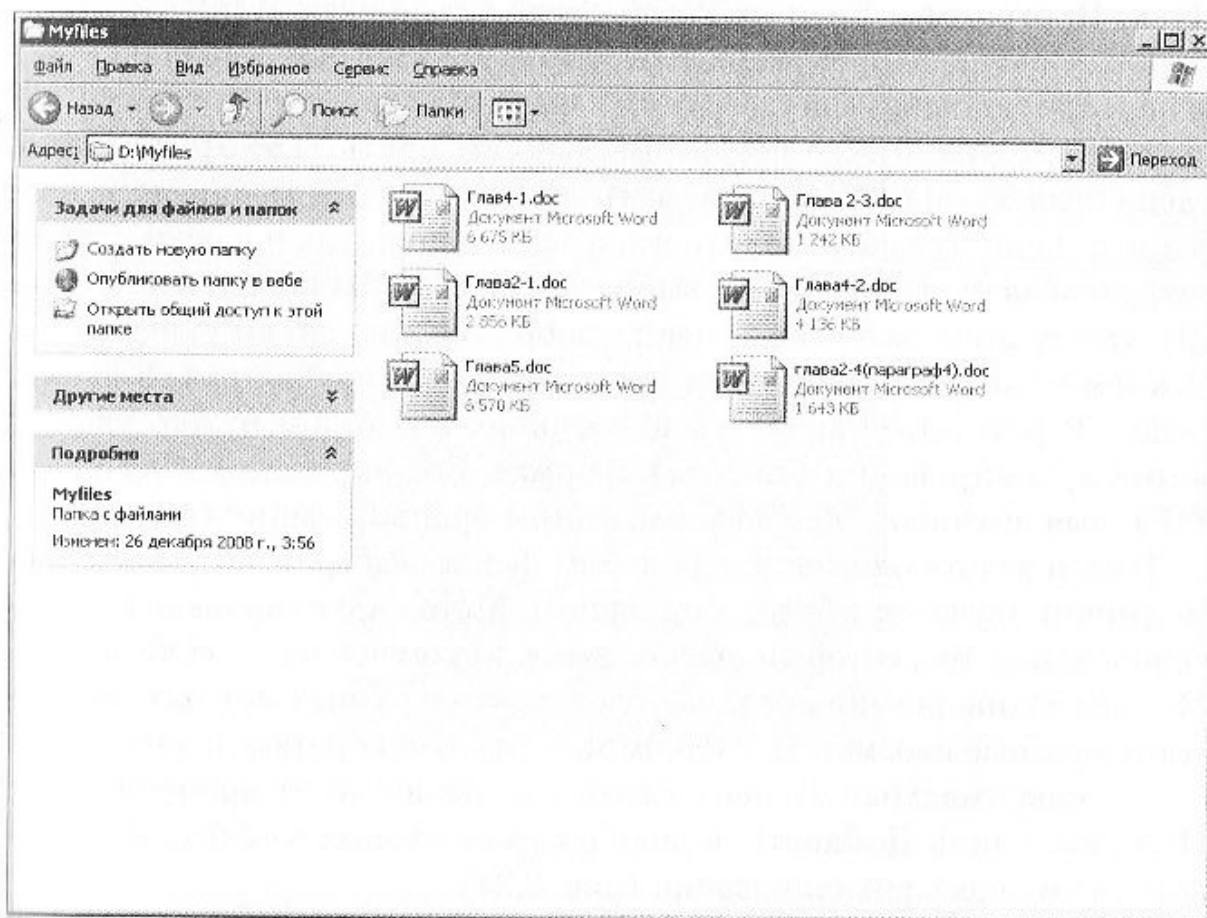 Myfiles
Файл Правка Вид Избранное Сервис Справка
Назад Поиск Папки
Адрес: D:\Myfiles Переход
Задачи для файлов и папок
Создать новую папку
Опубликовать папку в вебе
Открыть общий доступ к этой
папке
Другие места
Подробно
Myfiles
Папка с файлами
Изменен: 26 декабря 2008 г., 3:56
Глав4-1.doc
Документ Microsoft Word
6 675 КБ
Глава 2-3.doc
Документ Microsoft Word
1 242 КБ
Глава2-1.doc
Документ Microsoft Word
2 856 КБ
Глава4-2.doc
Документ Microsoft Word
4 136 КБ
Глава5.doc
Документ Microsoft Word
6 570 КБ
глава2-4(параграф4).doc
Документ Microsoft Word
1 643 КБ